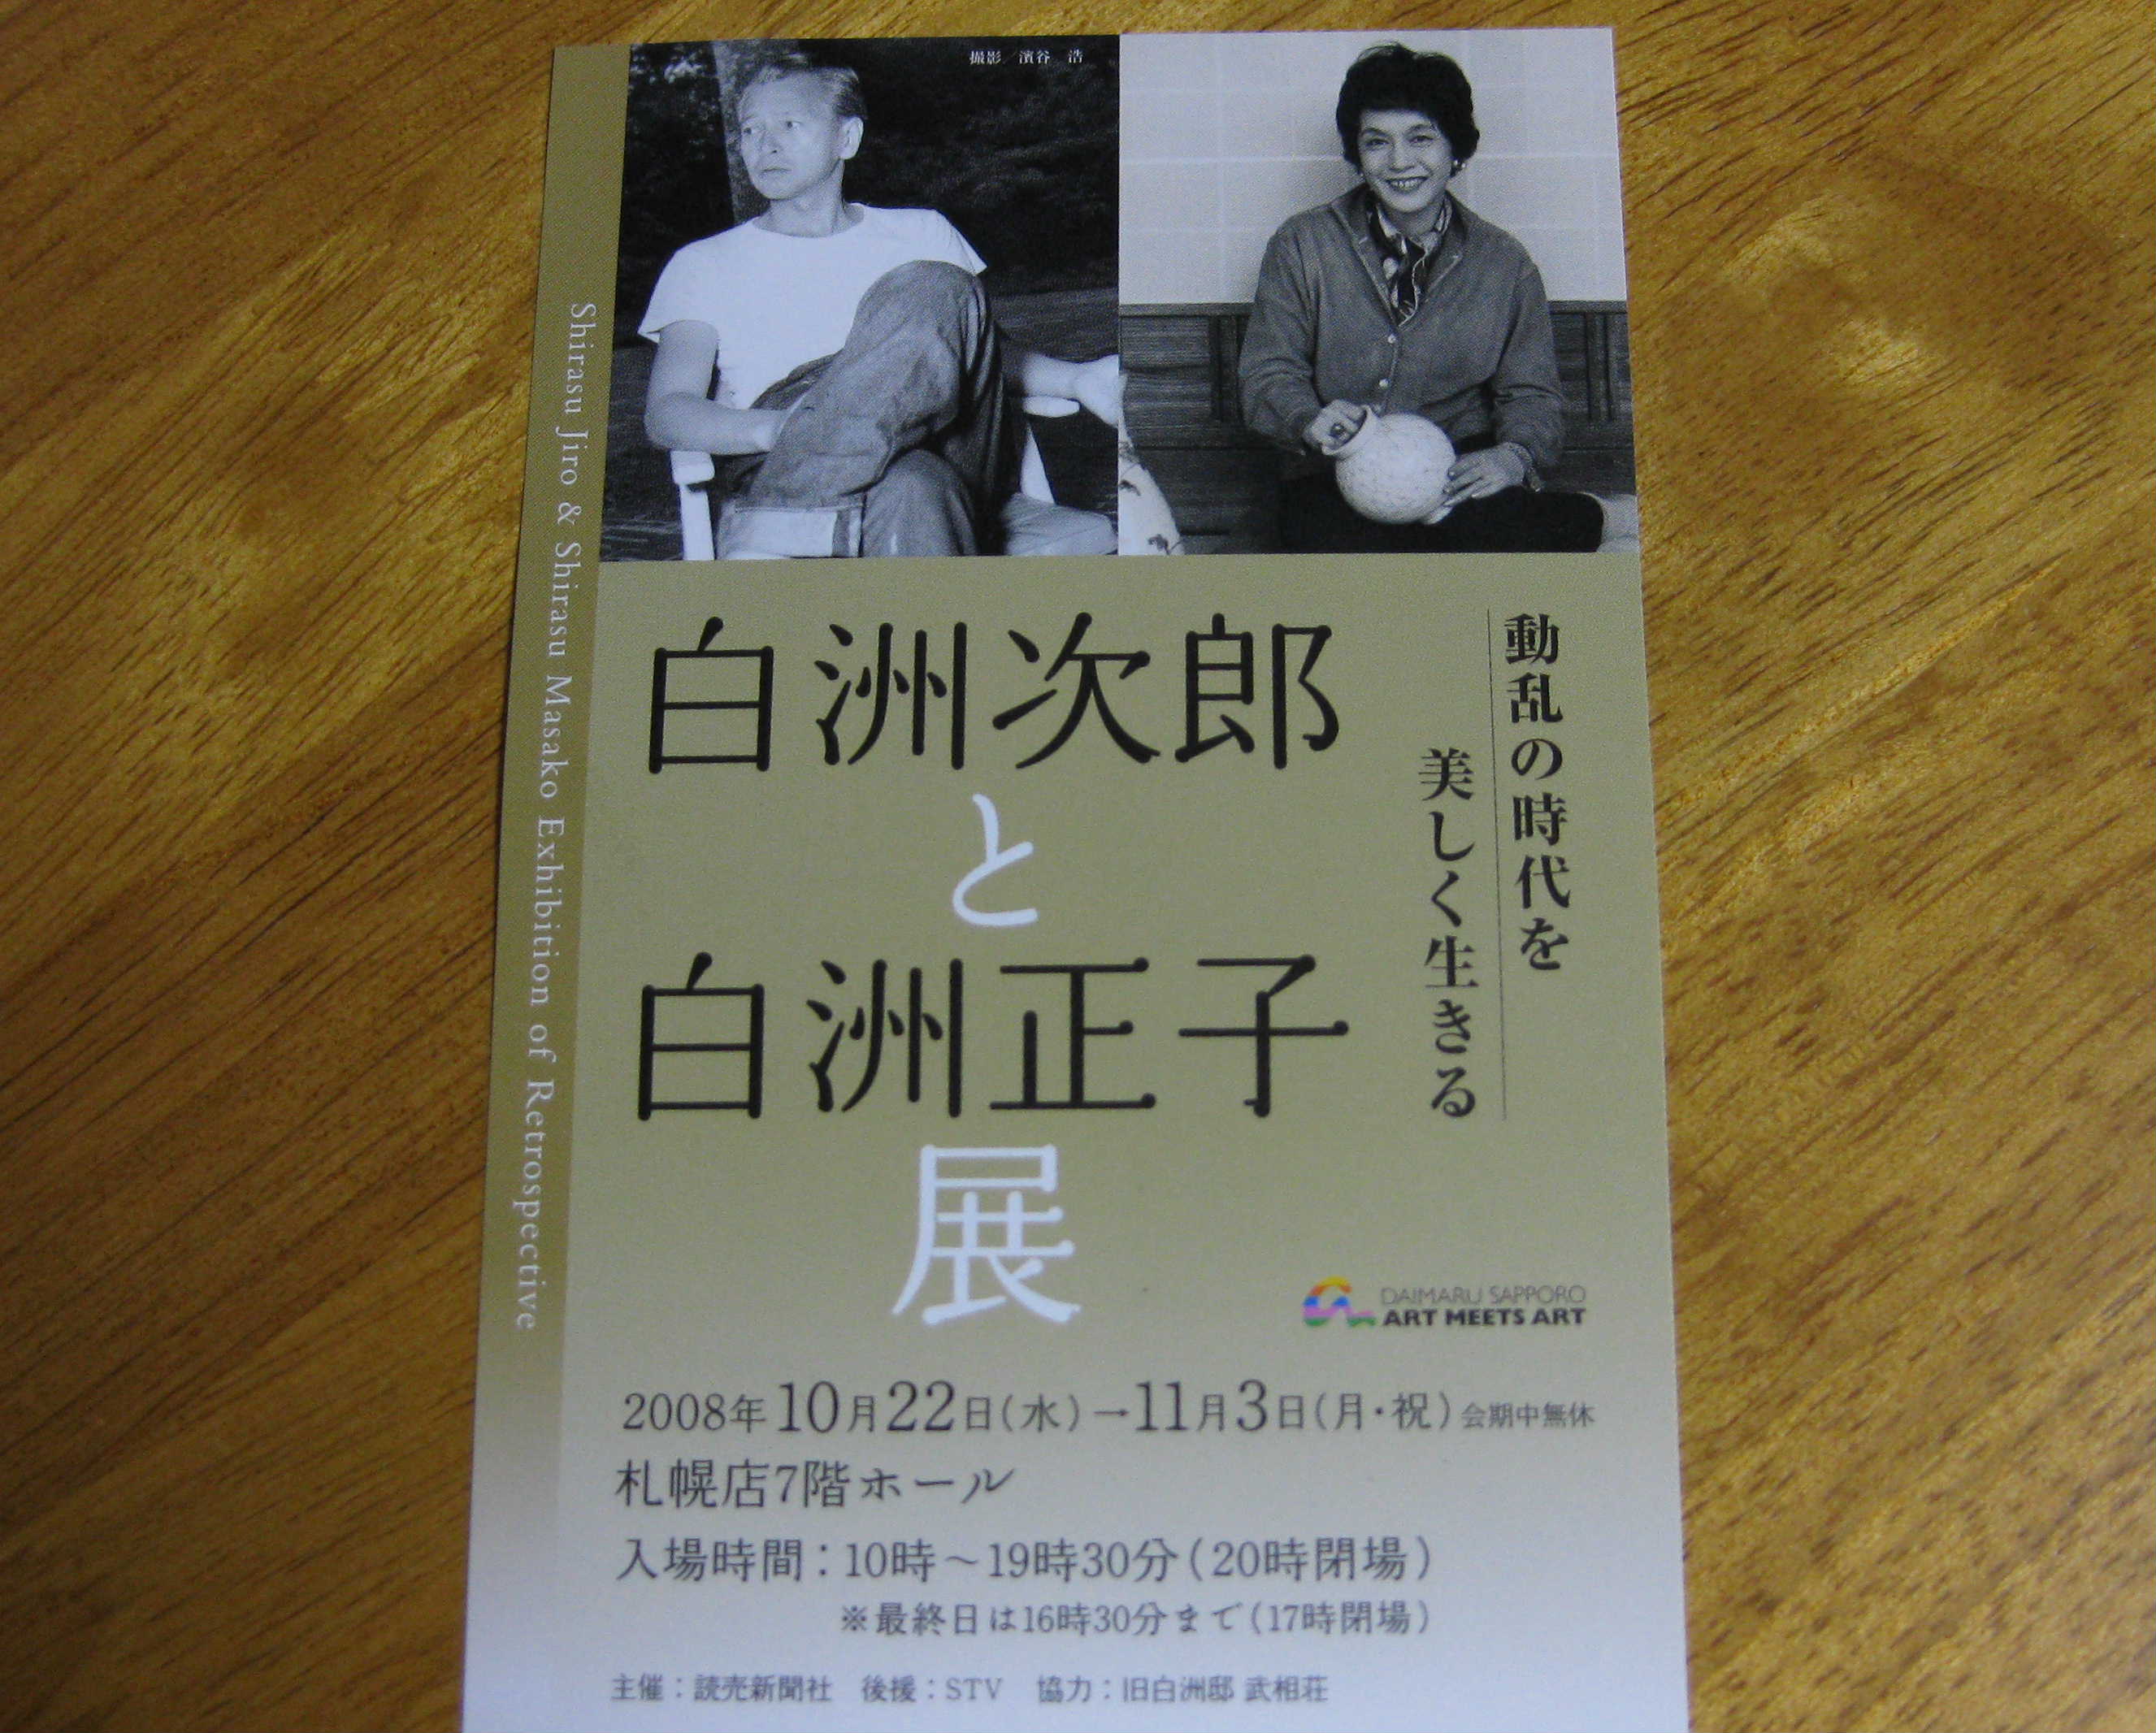 撮影／濱谷 浩
Shirasu Jiro & Shirasu Masako Exhibition of Retrospective
動乱の時代を
美しく生きる
白洲次郎
と
白洲正子
展
DAIMARU SAPPORO
ART MEETS ART
2008年10月22日(水)→11月3日(月・祝)会期中無休
札幌店7階ホール
入場時間：10時～19時30分(20時閉場)
※最終日は16時30分まで(17時閉場)
主催：読売新聞社　後援：STV　協力：旧白洲邸 武相荘